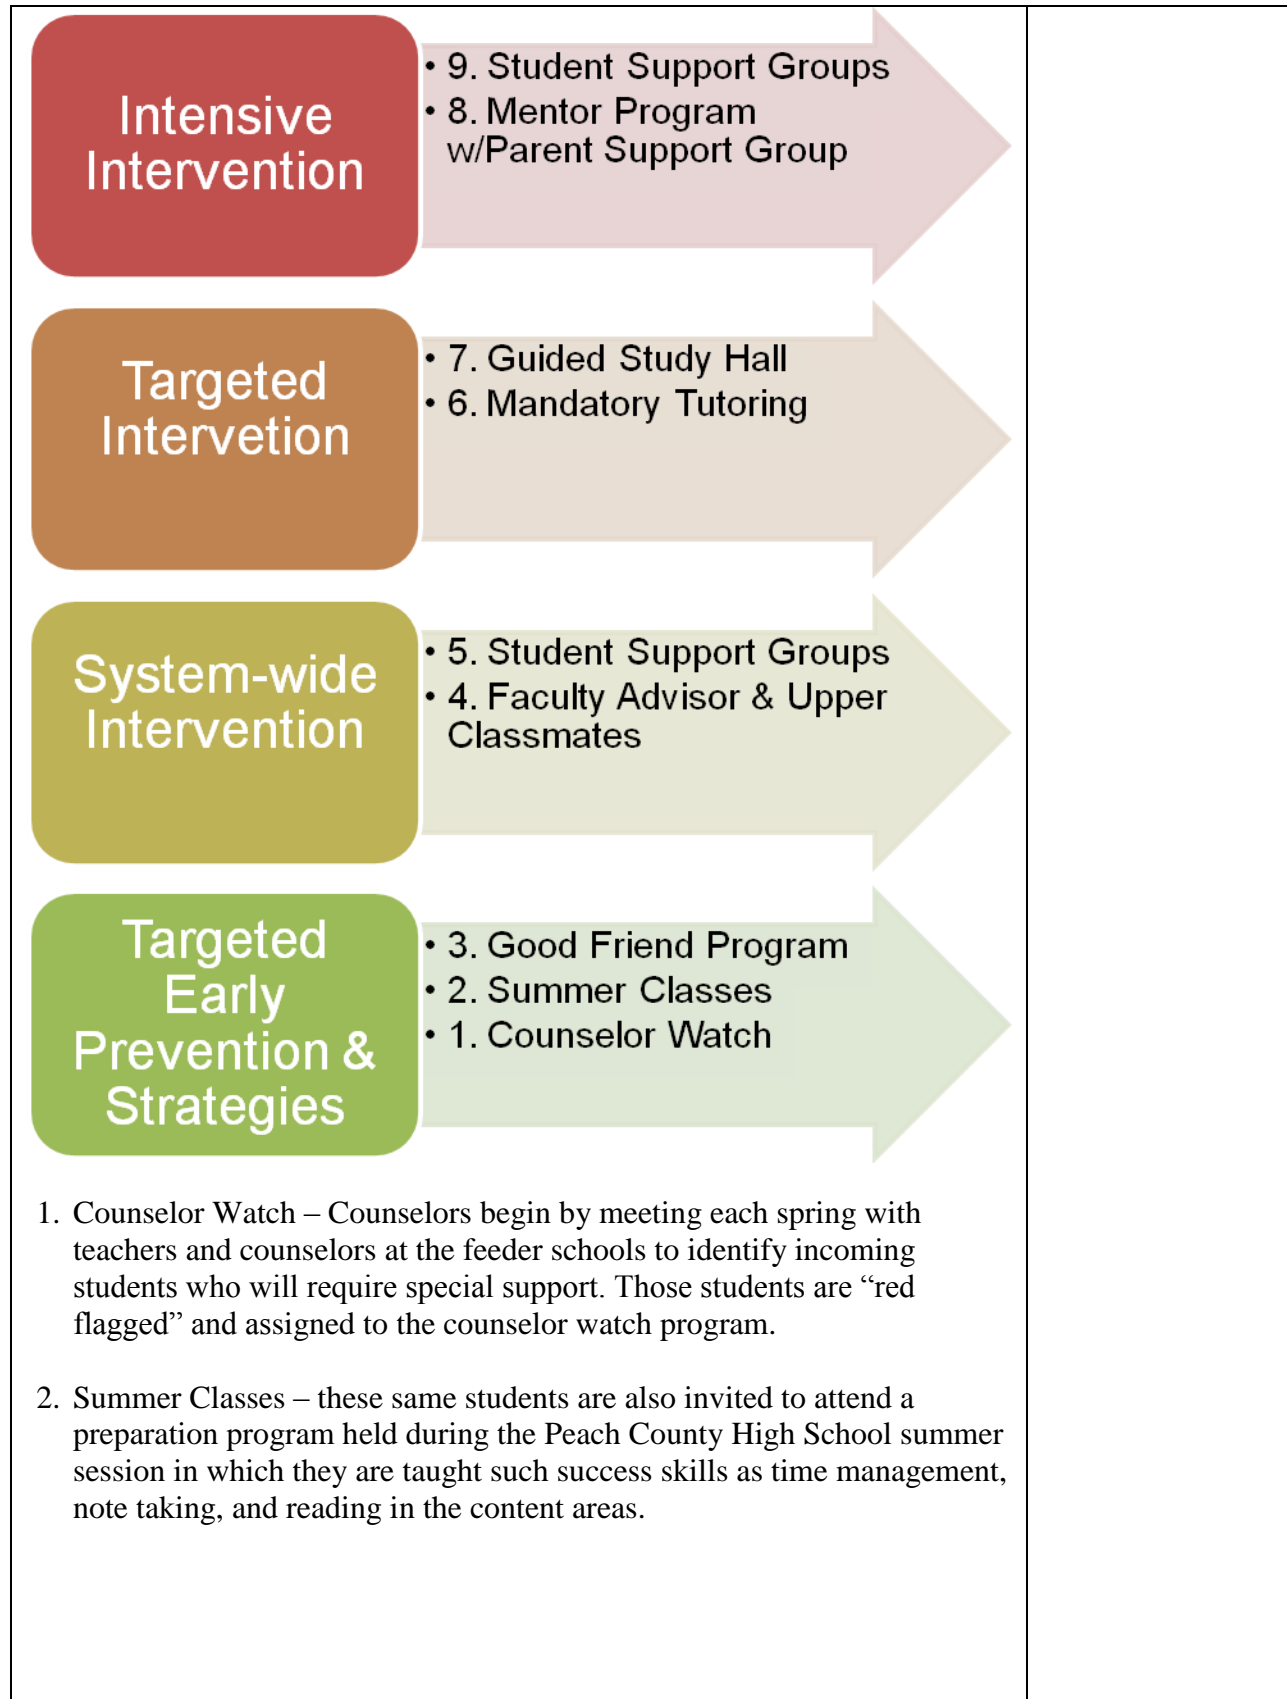 Intensive
Intervention
• 9. Student Support Groups
• 8. Mentor Program
w/Parent Support Group
Targeted
Intervetion
• 7. Guided Study Hall
• 6. Mandatory Tutoring
System-wide
Intervention
• 5. Student Support Groups
• 4. Faculty Advisor & Upper
Classmates
Targeted
Early
Prevention &
Strategies
• 3. Good Friend Program
• 2. Summer Classes
• 1. Counselor Watch
1. Counselor Watch – Counselors begin by meeting each spring with
teachers and counselors at the feeder schools to identify incoming
students who will require special support. Those students are “red
flagged” and assigned to the counselor watch program.
2. Summer Classes – these same students are also invited to attend a
preparation program held during the Peach County High School summer
session in which they are taught such success skills as time management,
note taking, and reading in the content areas.